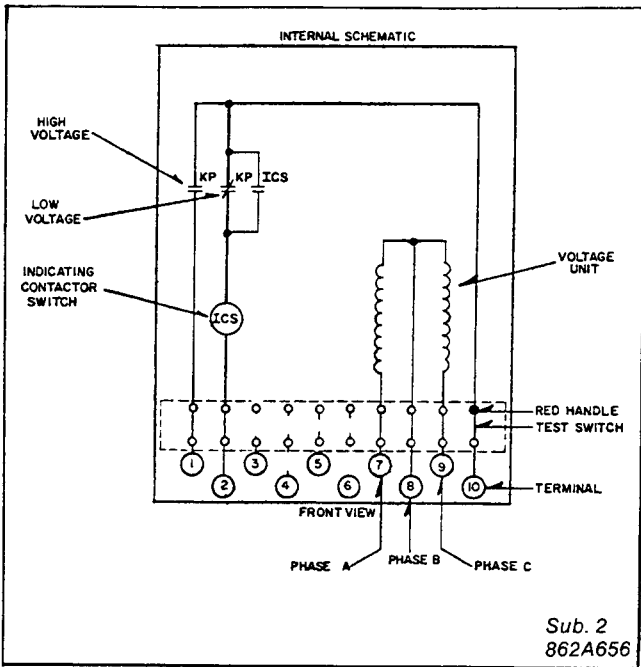 INTERNAL SCHEMATIC
HIGH
VOLTAGE
KP
KP
ICS
LOW
VOLTAGE
VOLTAGE
UNIT
INDICATING
CONTACTOR
SWITCH
ICS
RED HANDLE
TEST SWITCH
1
3
5
7
9
2
4
6
8
10
TERMINAL
FRONT VIEW
PHASE A
PHASE B
PHASE C
Sub. 2
862A656